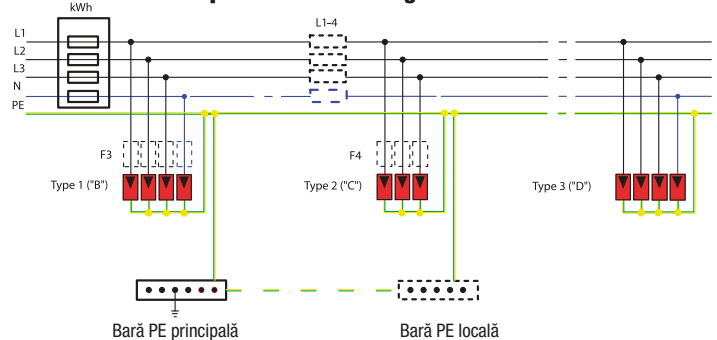 kWh
L1-4
L1
L2
L3
N
PE
F3
F4
Type 1 ("B")
Type 2 ("C")
Type 3 ("D")
Bară PE principală
Bară PE locală